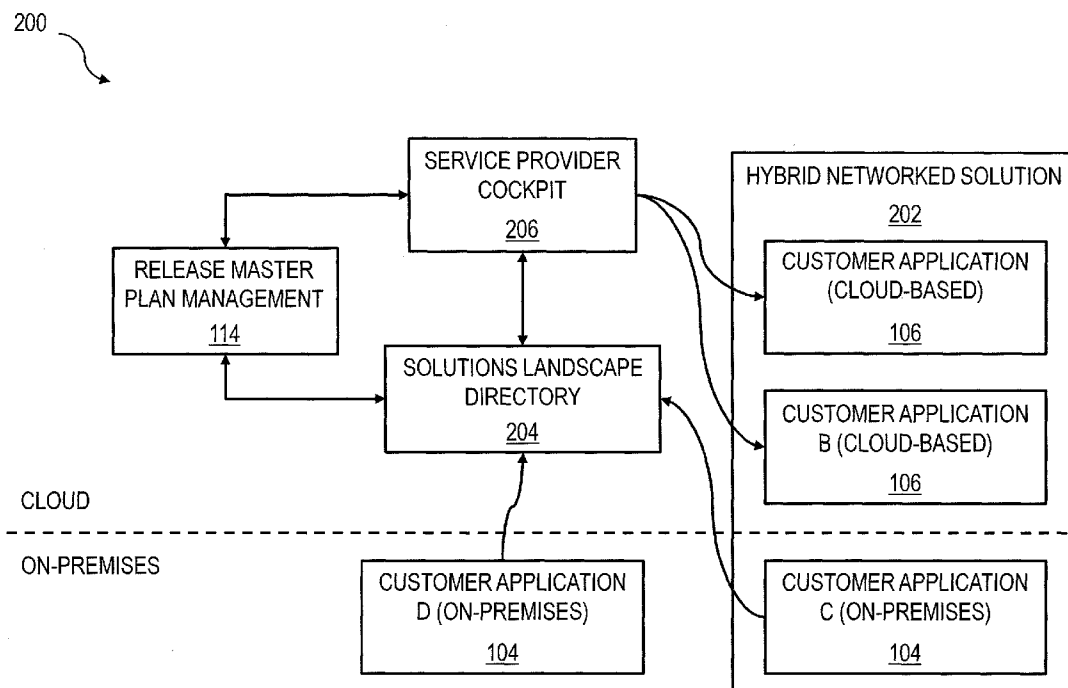 200
SERVICE PROVIDER
COCKPIT
206
HYBRID NETWORKED SOLUTION
202
RELEASE MASTER
PLAN MANAGEMENT
114
CUSTOMER APPLICATION
(CLOUD-BASED)
106
SOLUTIONS LANDSCAPE
DIRECTORY
204
CUSTOMER APPLICATION
B (CLOUD-BASED)
106
CLOUD
ON-PREMISES
CUSTOMER APPLICATION
D (ON-PREMISES)
104
CUSTOMER APPLICATION
C (ON-PREMISES)
104